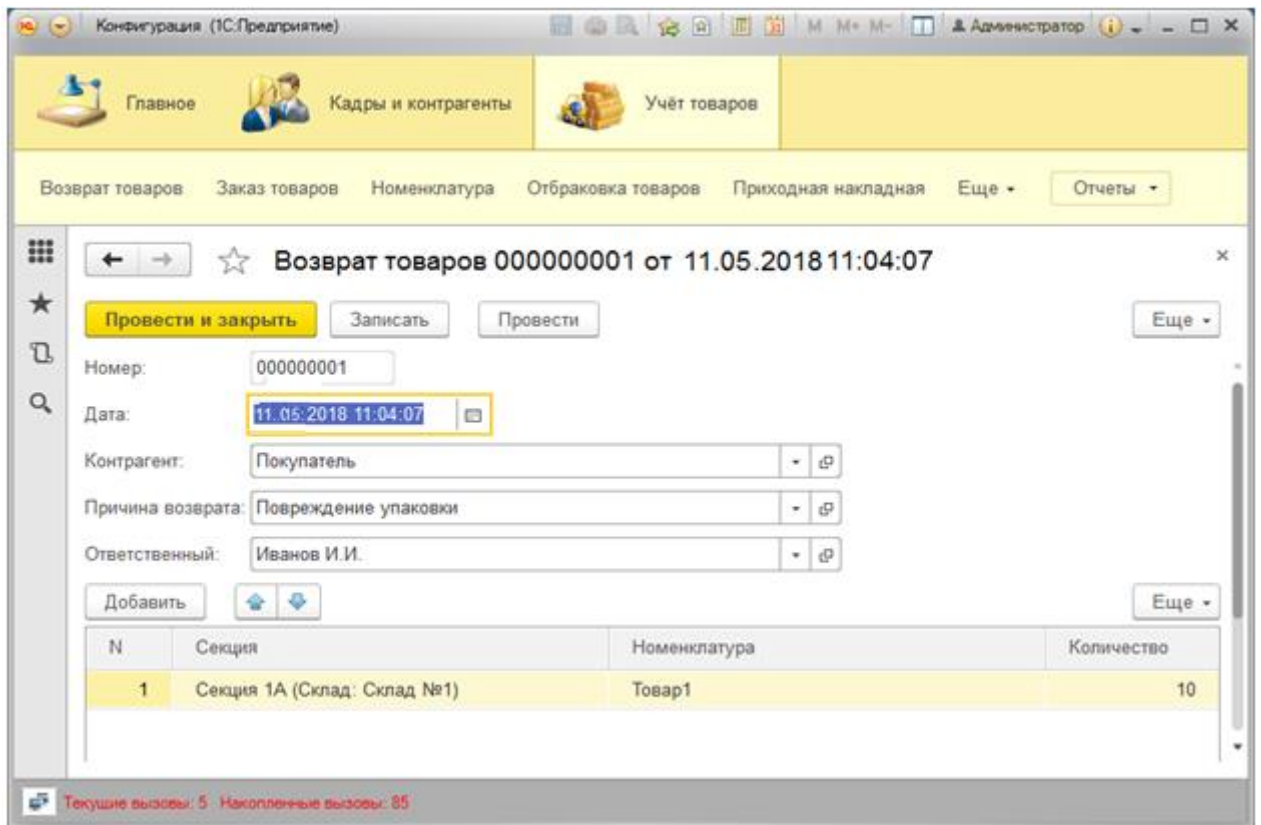 Конфигурация (1С:Предприятие) M M+ M- Администратор
Главное Кадры и контрагенты Учёт товаров
Возврат товаров Заказ товаров Номенклатура Отбраковка товаров Приходная накладная Еще Отчеты
Возврат товаров 000000001 от 11.05.2018 11:04:07
Провести и закрыть Записать Провести Еще
Номер: 000000001
Дата: 11.05.2018 11:04:07
Контрагент: Покупатель
Причина возврата: Повреждение упаковки
Ответственный: Иванов И.И.
Добавить Еще
N Секция Номенклатура Количество
1 Секция 1А (Склад: Склад №1) Товар1 10
Текущие вызовы: 5 Накопленные вызовы: 85